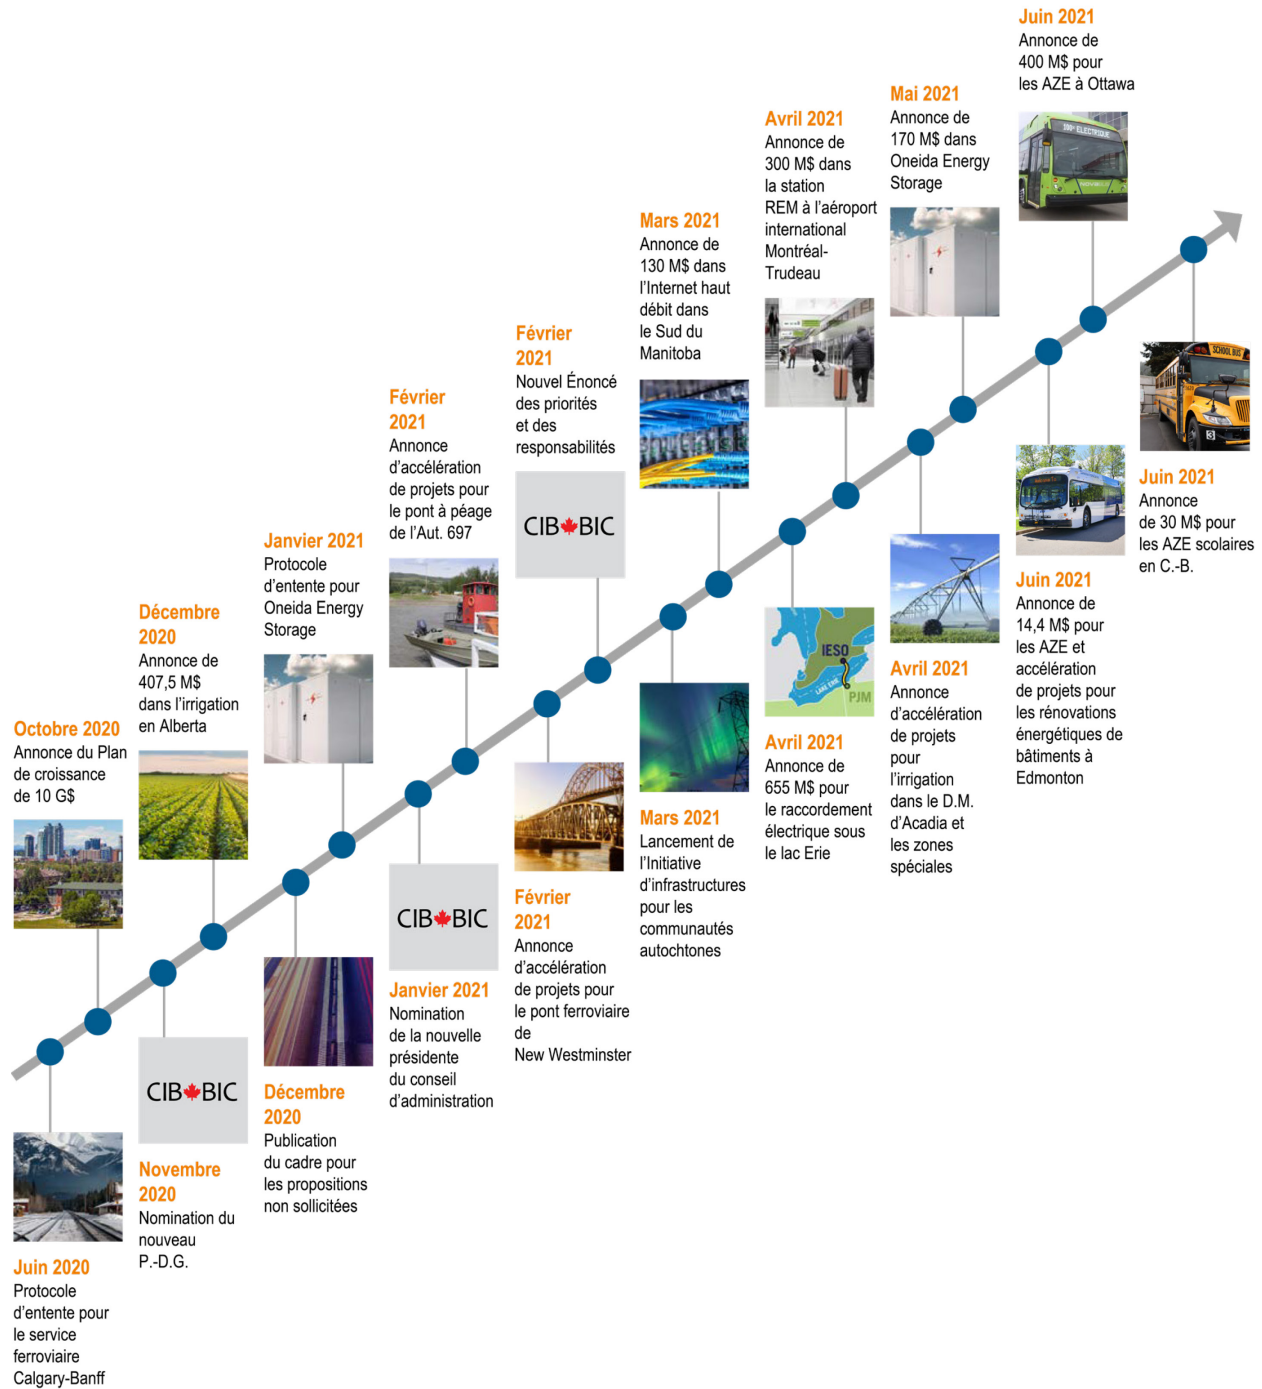 Juin 2020
Protocole
d'entente pour
le service
ferroviaire
Calgary-Banff
Octobre 2020
Annonce du Plan
de croissance
de 10 G$
Novembre
2020
Nomination du
nouveau
P.-D.G.
CIB BIC
Décembre
2020
Annonce de
407,5 M$
dans l'irrigation
en Alberta
Décembre
2020
Publication
du cadre pour
les propositions
non sollicitées
Janvier 2021
Protocole
d'entente pour
Oneida Energy
Storage
CIB BIC
Janvier 2021
Nomination
de la nouvelle
présidente
du conseil
d'administration
Février
2021
Annonce
d'accélération
de projets pour
le pont à péage
de l'Aut. 697
Février
2021
Annonce
d'accélération
de projets pour
le pont ferroviaire
de
New Westminster
Février
2021
Nouvel Énoncé
des priorités
et des
responsabilités
CIB BIC
Mars 2021
Lancement de
l'Initiative
d'infrastructures
pour les
communautés
autochtones
Mars 2021
Annonce de
130 M$ dans
l'Internet haut
débit dans
le Sud du
Manitoba
IESO
LAKE ERIE
PJM
Avril 2021
Annonce de
655 M$ pour
le raccordement
électrique sous
le lac Erie
Avril 2021
Annonce de
300 M$ dans
la station
REM à l'aéroport
international
Montréal-
Trudeau
Avril 2021
Annonce
d'accélération
de projets
pour
l'irrigation
dans le D.M.
d'Acadia et
les zones
spéciales
Mai 2021
Annonce de
170 M$ dans
Oneida Energy
Storage
Juin 2021
Annonce de
14,4 M$ pour
les AZE et
accélération
de projets pour
les rénovations
énergétiques de
bâtiments à
Edmonton
Juin 2021
Annonce de
400 M$ pour
les AZE à Ottawa
100% ELECTRIQUE
SCHOOL BUS
3
Juin 2021
Annonce
de 30 M$ pour
les AZE scolaires
en C.-B.